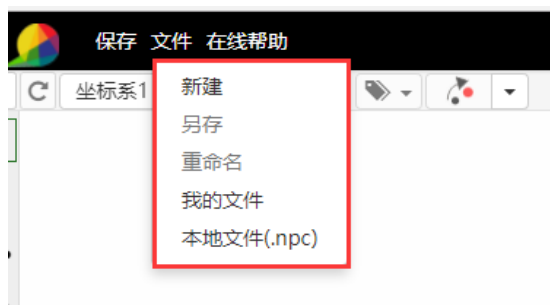 保存 文件 在线帮助
坐标系1
新建
另存
重命名
我的文件
本地文件(.npc)